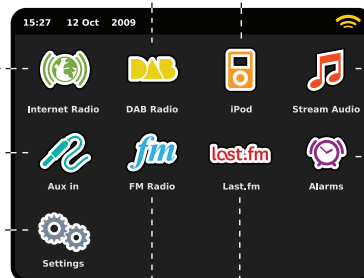 15:27 12 Oct 2009
DAB fm last.fm
Internet Radio DAB Radio iPod Stream Audio
Aux in FM Radio Last.fm Alarms
Settings